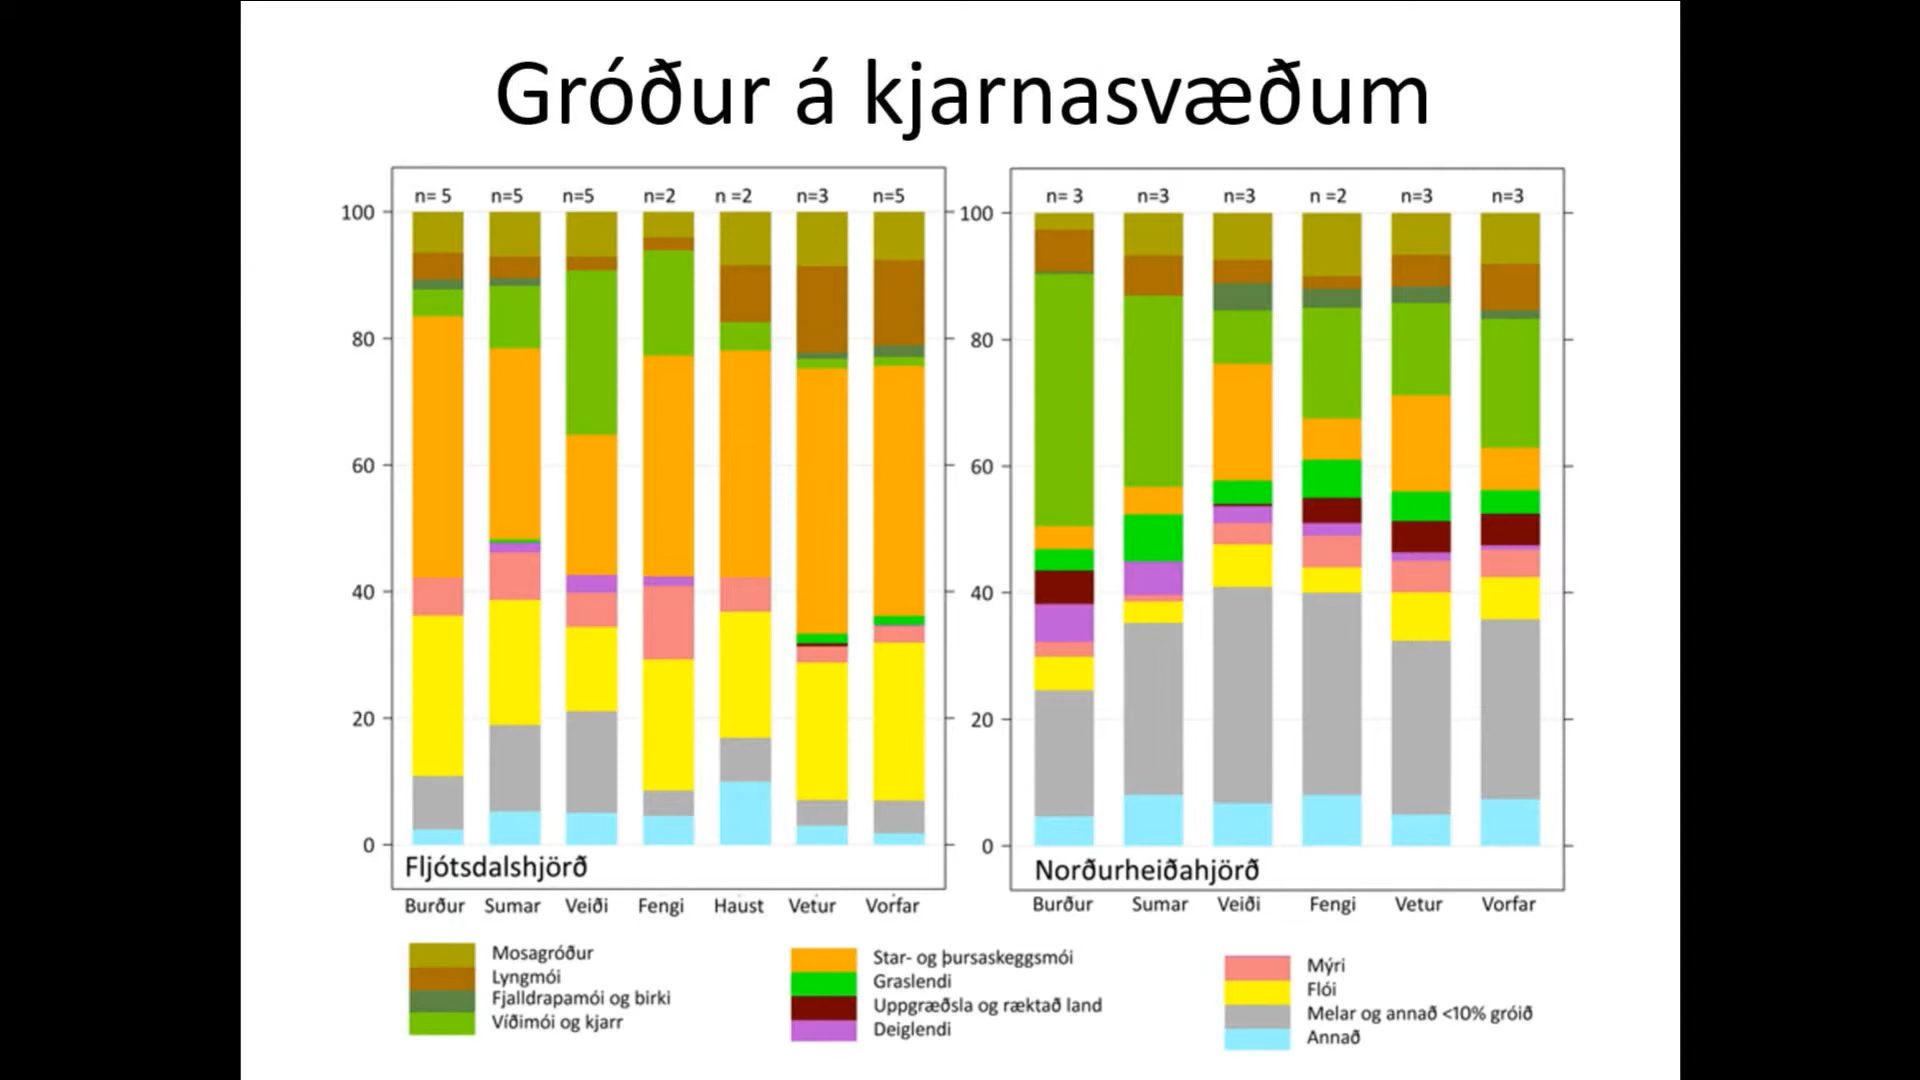 Gróður á kjarnasvæðum
n= 5 n=5 n=5 n=2 n =2 n=3 n=5
100
80
60
40
20
0
Fljótsdalshjörð
Burður Sumar Veiði Fengi Haust Vetur Vorfar
n= 3 n=3 n=3 n =2 n=3 n=3
100
80
60
40
20
0
Norðurheiðahjörð
Burður Sumar Veiði Fengi Vetur Vorfar
Mosagróður
Lyngmói
Fjalldrapamói og birki
Víðimói og kjarr
Star- og þursaskeggsmói
Graslendi
Uppgræðsla og ræktað land
Deiglendi
Mýri
Flói
Melar og annað <10% gróið
Annað